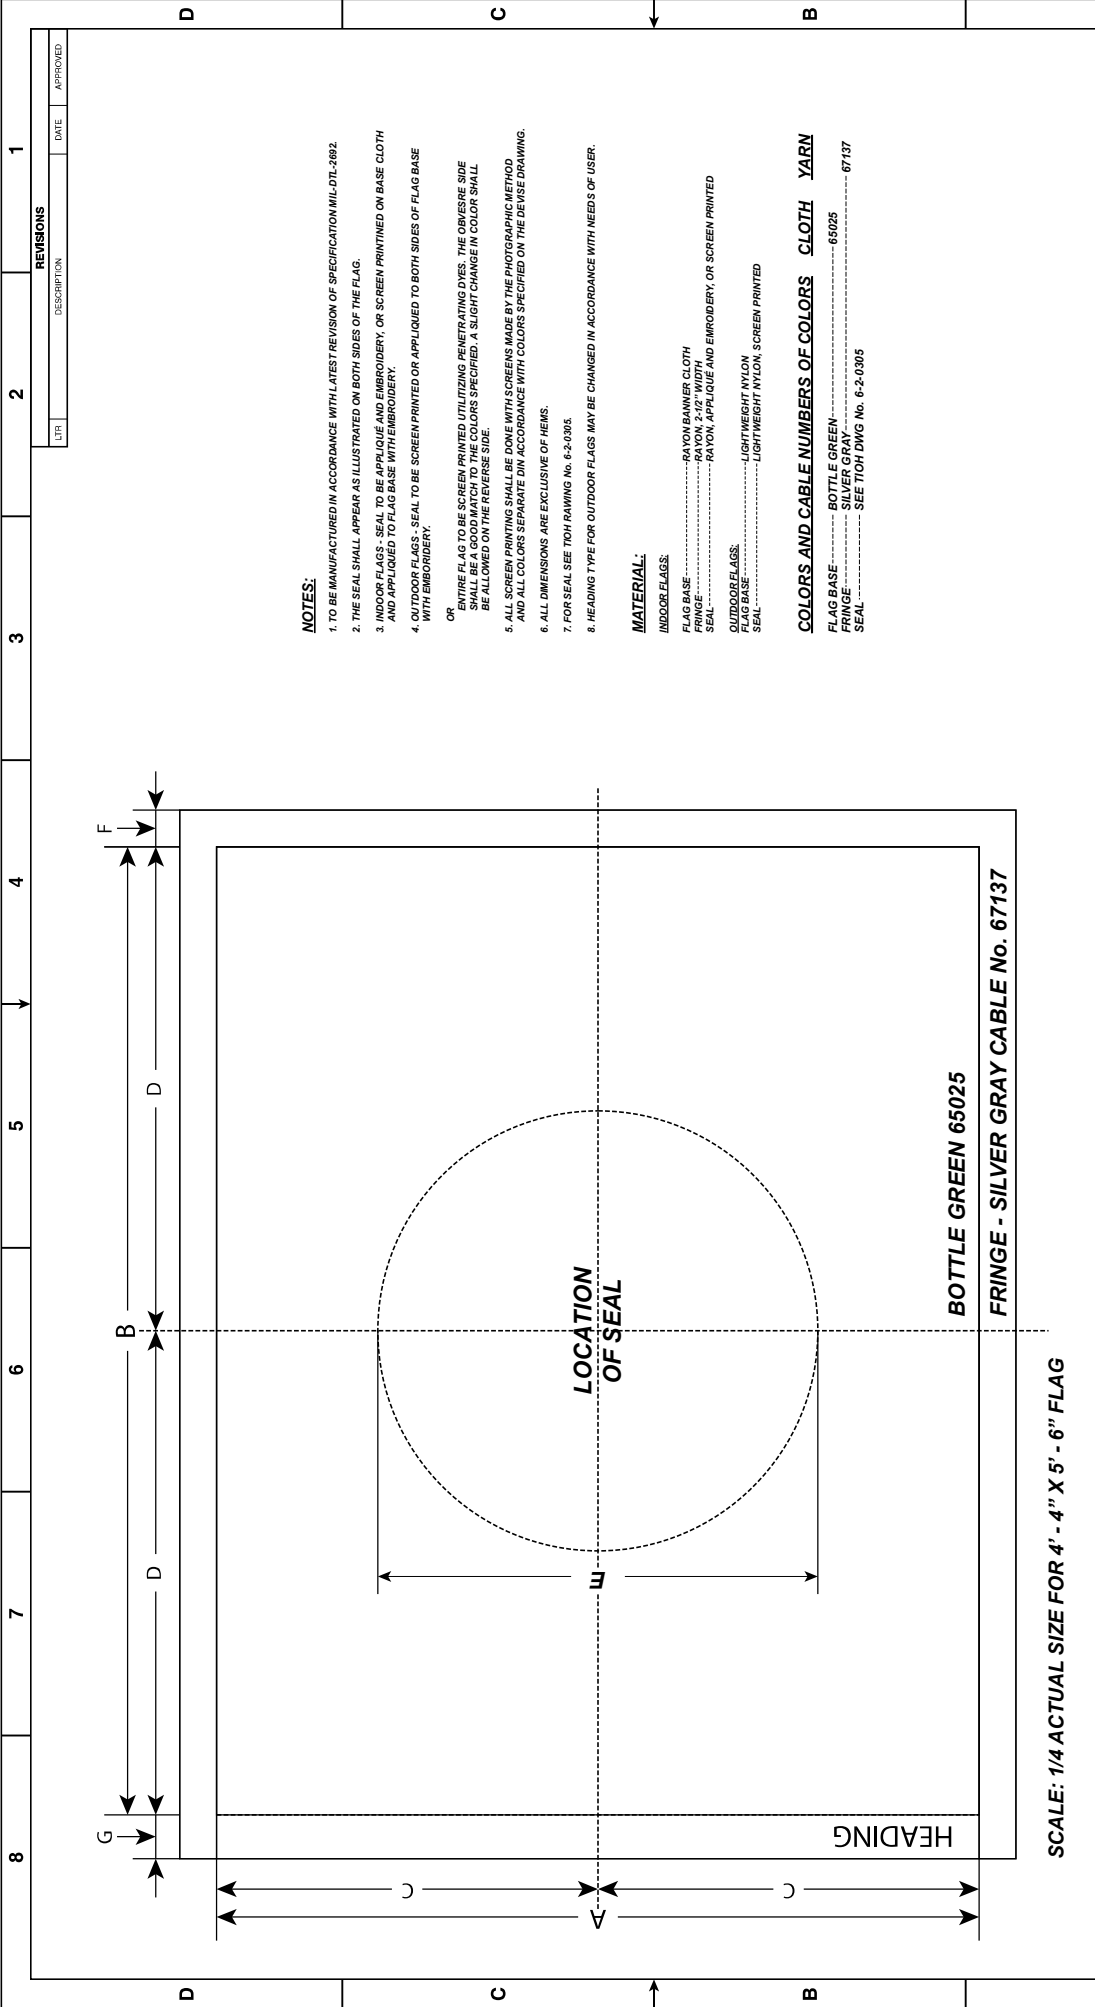 8
7
6
5
4
3
2
1
D
C
B
D
C
B
REVISIONS
LTR
DESCRIPTION
DATE
APPROVED
G
B
F
D
D
A
C
C
E
HEADING
LOCATION
OF SEAL
BOTTLE GREEN 65025
FRINGE - SILVER GRAY CABLE No. 67137
SCALE: 1/4 ACTUAL SIZE FOR 4' - 4" X 5' - 6" FLAG
NOTES:
1. TO BE MANUFACTURED IN ACCORDANCE WITH LATEST REVISION OF SPECIFICATION MIL-DTL-2692.
2. THE SEAL SHALL APPEAR AS ILLUSTRATED ON BOTH SIDES OF THE FLAG.
3. INDOOR FLAGS - SEAL TO BE APPLIQUÉ AND EMBROIDERY, OR SCREEN PRINTINED ON BASE CLOTH
AND APPLIQUÉD TO FLAG BASE WITH EMBROIDERY.
4. OUTDOOR FLAGS - SEAL TO BE SCREEN PRINTED OR APPLIQUED TO BOTH SIDES OF FLAG BASE
WITH EMBORIDERY.
OR
ENTIRE FLAG TO BE SCREEN PRINTED UTILITIZING PENETRATING DYES. THE OBVESRE SIDE
SHALL BE A GOOD MATCH TO THE COLORS SPECIFIED. A SLIGHT CHANGE IN COLOR SHALL
BE ALLOWED ON THE REVERSE SIDE.
5. ALL SCREEN PRINTING SHALL BE DONE WITH SCREENS MADE BY THE PHOTGRAPHIC METHOD
AND ALL COLORS SEPARATE DIN ACCORDANCE WITH COLORS SPECIFIED ON THE DEVISE DRAWING.
6. ALL DIMENSIONS ARE EXCLUSIVE OF HEMS.
7. FOR SEAL SEE TIOH RAWING No. 6-2-0305.
8. HEADING TYPE FOR OUTDOOR FLAGS MAY BE CHANGED IN ACCORDANCE WITH NEEDS OF USER.
MATERIAL:
INDOOR FLAGS:
FLAG BASE--------------------RAYON BANNER CLOTH
FRINGE-----------------------RAYON, 2-1/2" WIDTH
SEAL-------------------------RAYON, APPLIQUÉ AND EMROIDERY, OR SCREEN PRINTED
OUTDOOR FLAGS:
FLAG BASE--------------------LIGHTWEIGHT NYLON
SEAL-------------------------LIGHTWEIGHT NYLON, SCREEN PRINTED
COLORS AND CABLE NUMBERS OF COLORS CLOTH YARN
FLAG BASE--------- BOTTLE GREEN--------------------65025
FRINGE------------ SILVER GRAY----------------------------------67137
SEAL-------------- SEE TIOH DWG No. 6-2-0305